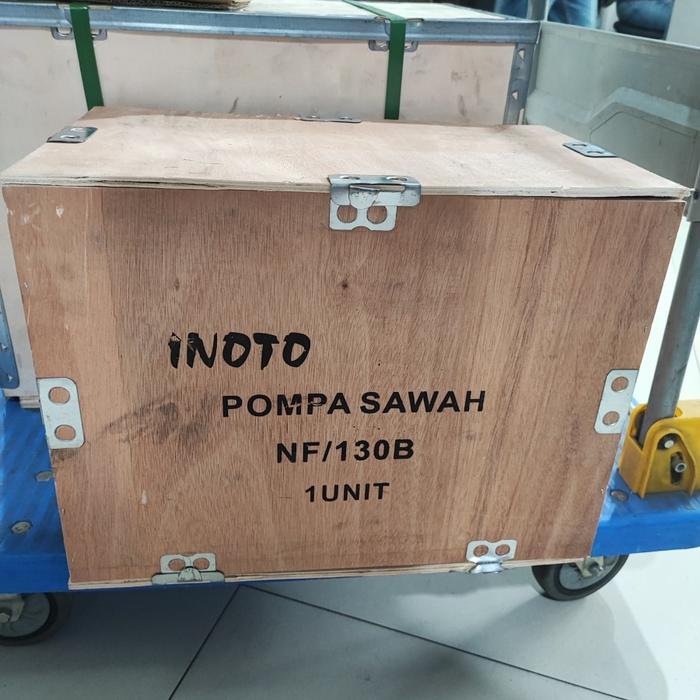 INOTO
POMPA SAWAH
NF/130B
1UNIT